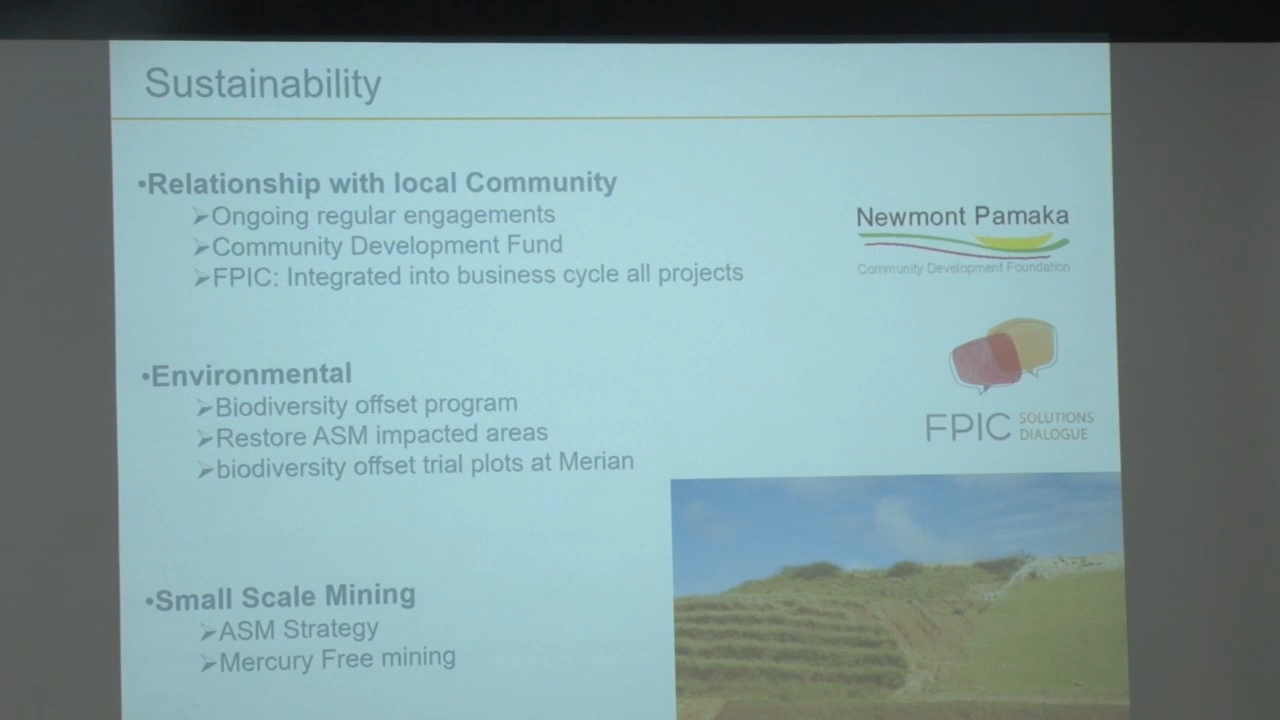 Sustainability
•Relationship with local Community
➢Ongoing regular engagements
➢Community Development Fund
➢FPIC: Integrated into business cycle all projects
Newmont Pamaka
Community Development Foundation
•Environmental
➢Biodiversity offset program
➢Restore ASM impacted areas
➢biodiversity offset trial plots at Merian
FPIC SOLUTIONS
DIALOGUE
•Small Scale Mining
➢ASM Strategy
➢Mercury Free mining